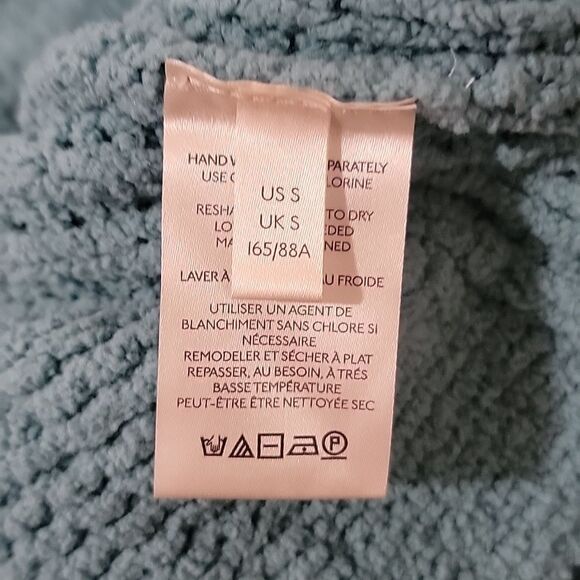 HAND PARATELY
USE LORINE
US S
RESHA TO DRY
UK S
LO EDED
MA NED
165/88A
LAVER À AU FROIDE
UTILISER UN AGENT DE
BLANCHIMENT SANS CHLORE SI
NÉCESSAIRE
REMODELER ET SÉCHER À PLAT
REPASSER, AU BESOIN, À TRÉS
BASSE TEMPÉRATURE
PEUT-ÊTRE ÊTRE NETTOYÉE SEC
P